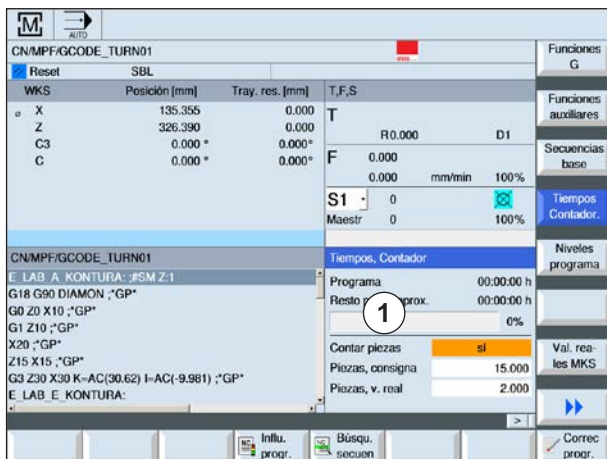 M
AUTO
CN/MPF/GCODE_TURN01
Reset SBL
WKS Posición [mm] Tray. res. [mm]
X 135.355 0.000
Z 326.390 0.000
C3 0.000 ° 0.000°
C 0.000 ° 0.000°
T,F,S
T
R0.000 D1
F 0.000
0.000 mm/min 100%
S1 0
Maestr 0 100%
CN/MPF/GCODE_TURN01
E_LAB_A_KONTURA: ;#SM Z:1
G18 G90 DIAMON ;*GP*
G0 Z0 X10 ;*GP*
G1 Z10 ;*GP*
X20 ;*GP*
Z15 X15 ;*GP*
G3 Z30 X30 K=AC(30.62) I=AC(-9.981) ;*GP*
E_LAB_E_KONTURA:
Tiempos, Contador
Programa 00:00:00 h
Resto prox. 00:00:00 h
1
0%
Contar piezas sí
Piezas, consigna 15.000
Piezas, v. real 2.000
>
Funciones
G
Funciones
auxiliares
Secuencias
base
Tiempos
Contador.
Niveles
programa
Val. rea-
les MKS
NC Influ.
progr.
NC Búsqu.
secuen
Correc
progr.